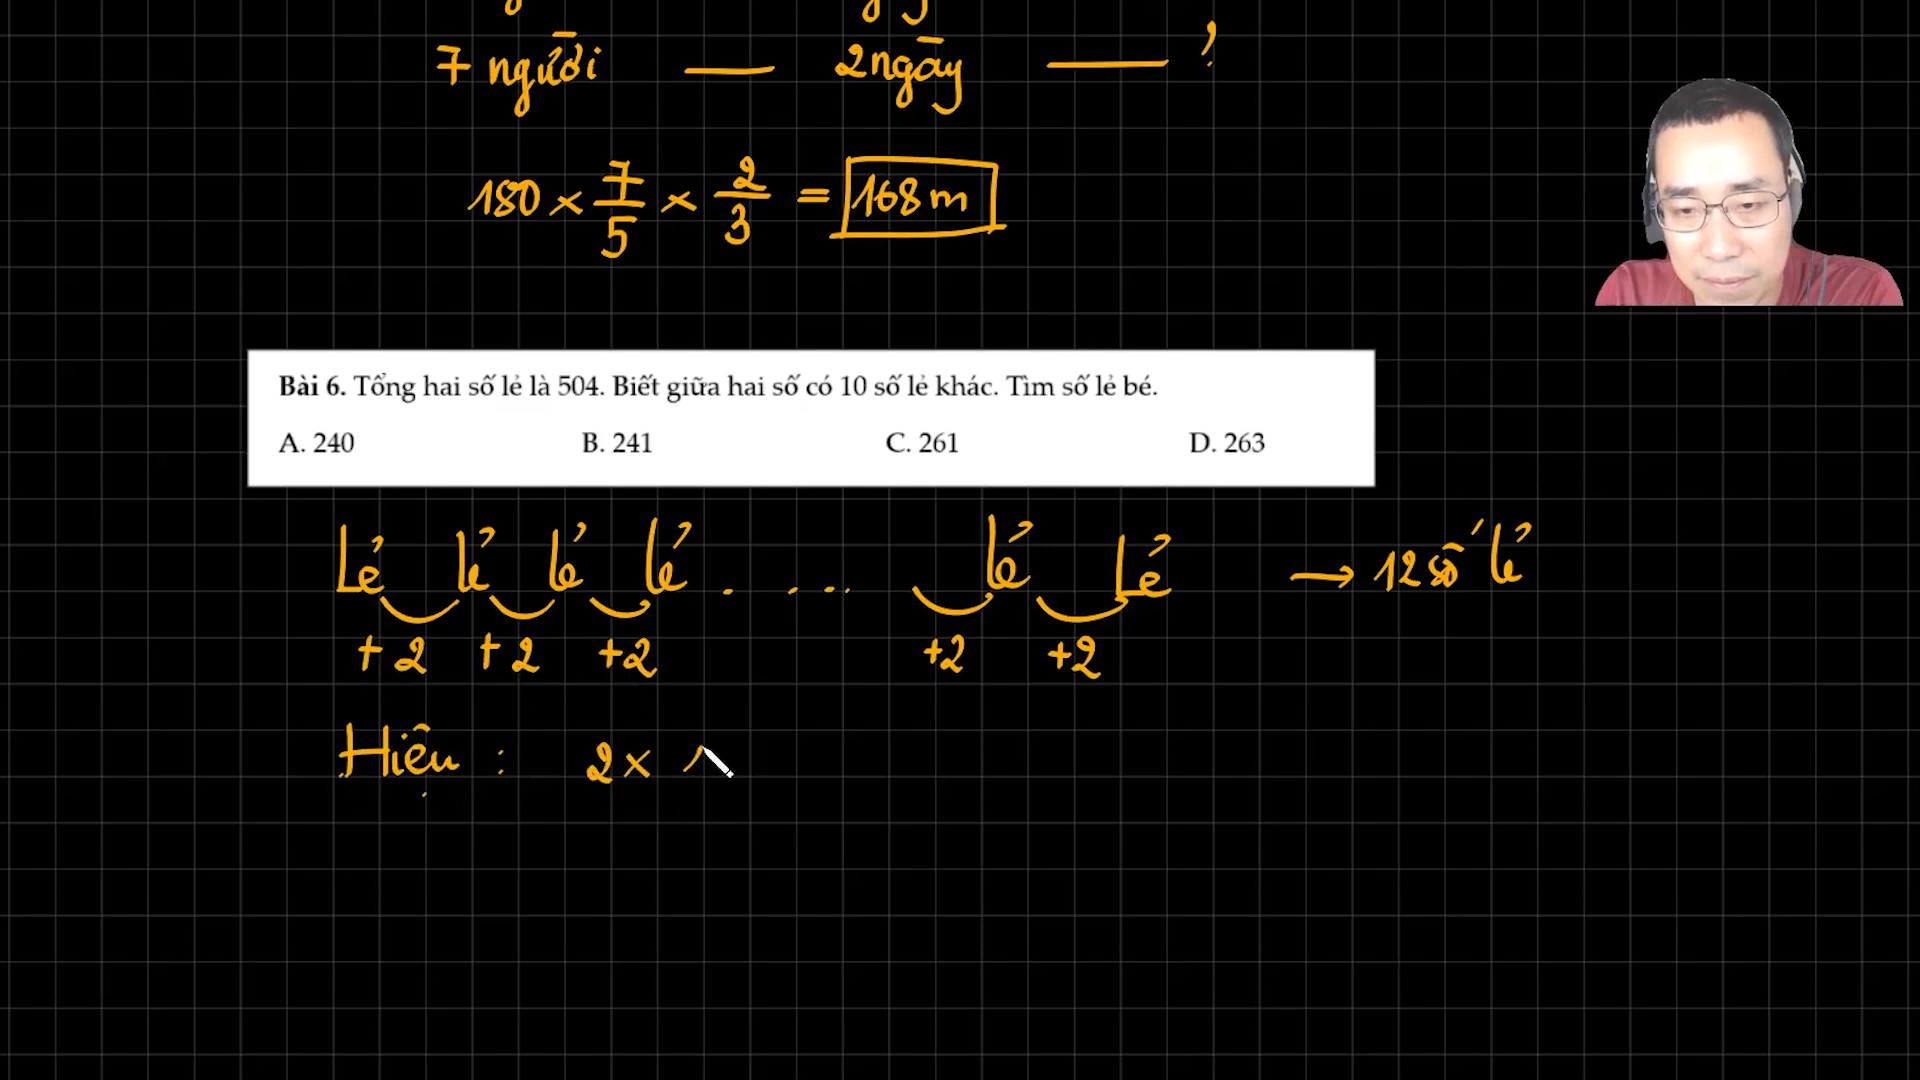 7 người — 2 ngày — ?
180 × 7/5 × 2/3 = 168 m
Bài 6. Tổng hai số lẻ là 504. Biết giữa hai số có 10 số lẻ khác. Tìm số lẻ bé.
A. 240 B. 241 C. 261 D. 263
Lẻ lẻ lẻ lẻ . . . . . lẻ Lẻ → 12 số lẻ
+2 +2 +2 +2 +2
Hiệu : 2 ×